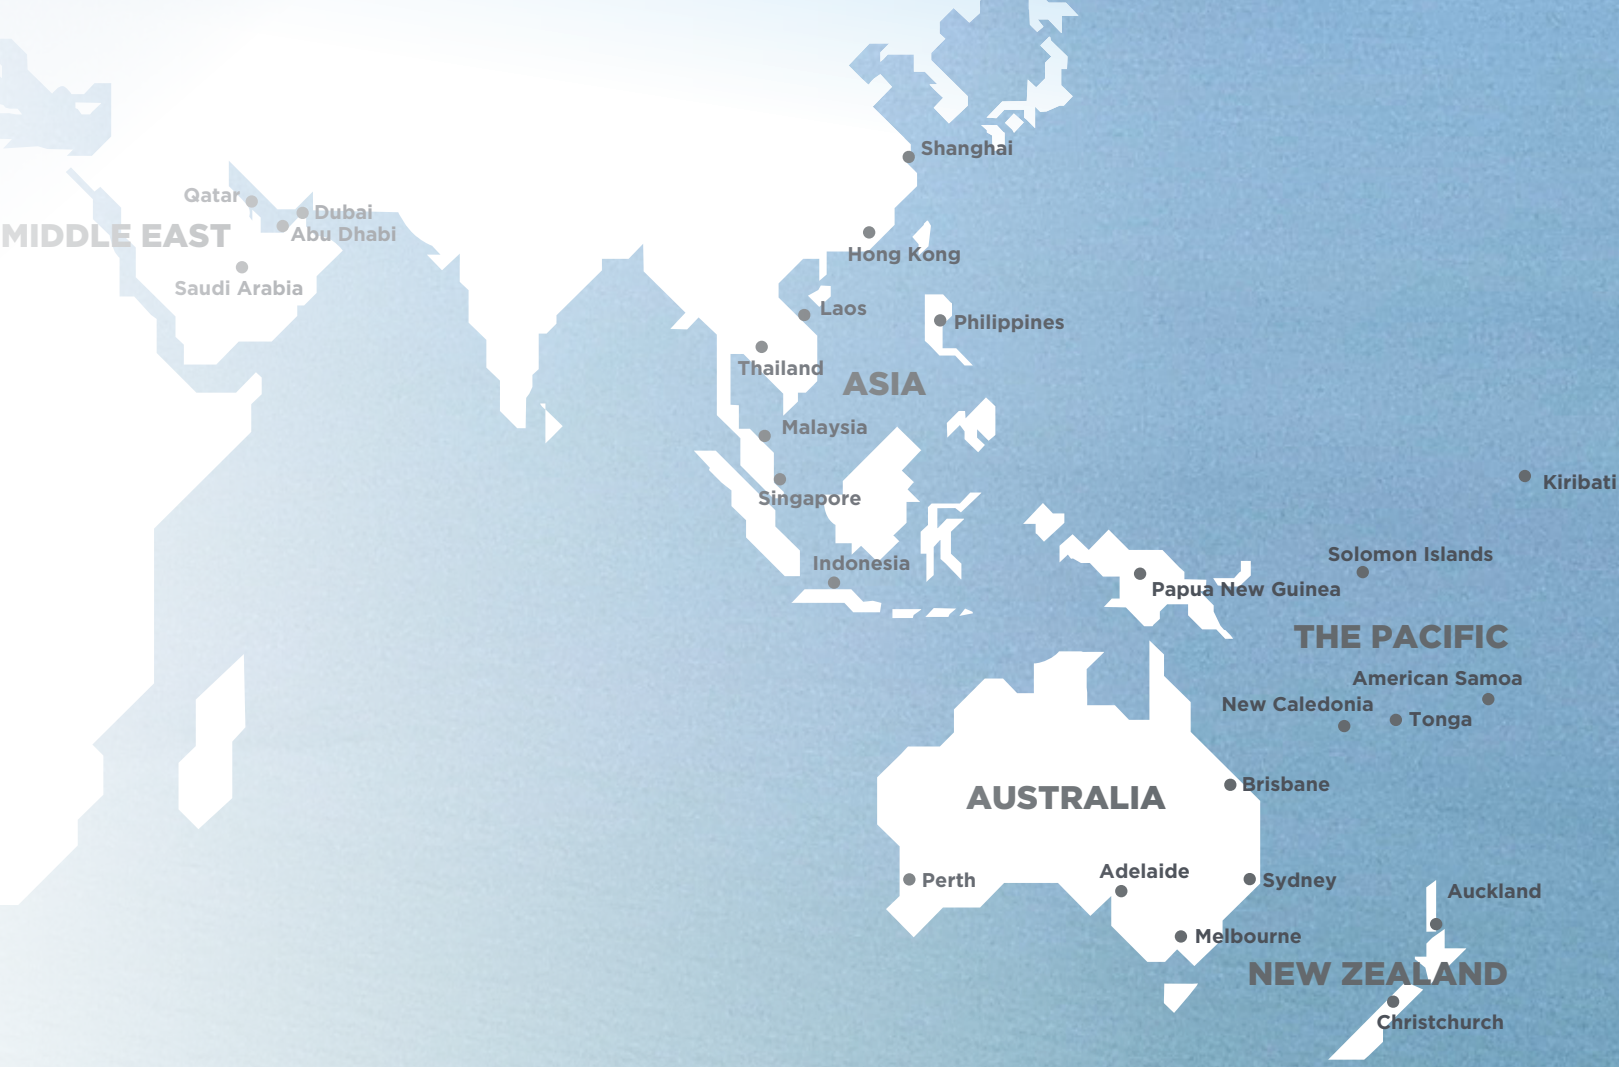 Shanghai
Qatar
Dubai
MIDDLE EAST
Abu Dhabi
Hong Kong
Saudi Arabia
Laos
Philippines
Thailand
ASIA
Malaysia
Kiribati
Singapore
Solomon Islands
Indonesia
Papua New Guinea
THE PACIFIC
American Samoa
New Caledonia
Tonga
Brisbane
AUSTRALIA
Adelaide
Perth
Sydney
Auckland
Melbourne
NEW ZEALAND
Christchurch